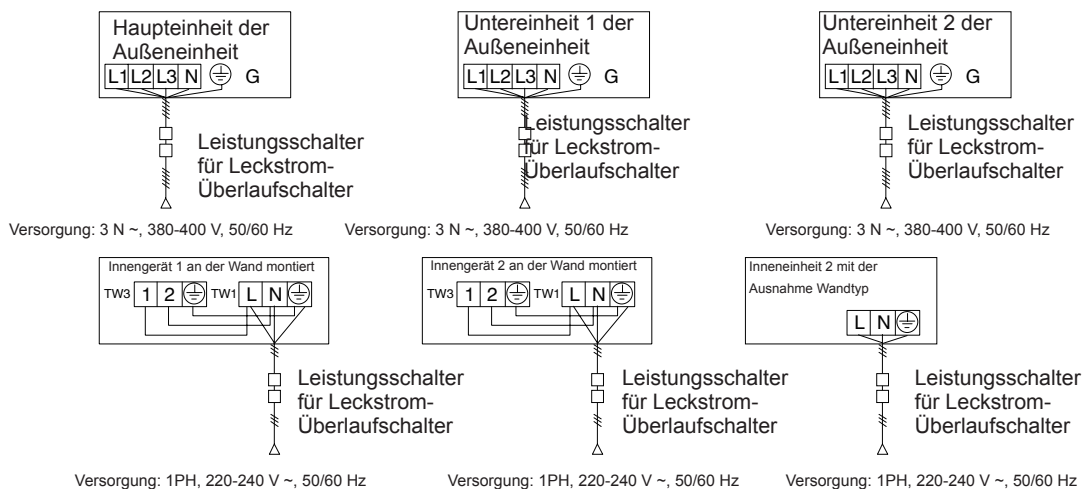 Haupteinheit der
Außeneinheit
L1 L2 L3 N G
Leistungsschalter
für Leckstrom-
Überlaufschalter
Versorgung: 3 N ~, 380-400 V, 50/60 Hz
Untereinheit 1 der
Außeneinheit
L1 L2 L3 N G
Leistungsschalter
für Leckstrom-
Überlaufschalter
Versorgung: 3 N ~, 380-400 V, 50/60 Hz
Untereinheit 2 der
Außeneinheit
L1 L2 L3 N G
Leistungsschalter
für Leckstrom-
Überlaufschalter
Versorgung: 3 N ~, 380-400 V, 50/60 Hz
Innengerät 1 an der Wand montiert
TW3 1 2 TW1 L N
Leistungsschalter
für Leckstrom-
Überlaufschalter
Versorgung: 1PH, 220-240 V ~, 50/60 Hz
Innengerät 2 an der Wand montiert
TW3 1 2 TW1 L N
Leistungsschalter
für Leckstrom-
Überlaufschalter
Versorgung: 1PH, 220-240 V ~, 50/60 Hz
Inneneinheit 2 mit der
Ausnahme Wandtyp
L N
Leistungsschalter
für Leckstrom-
Überlaufschalter
Versorgung: 1PH, 220-240 V ~, 50/60 Hz